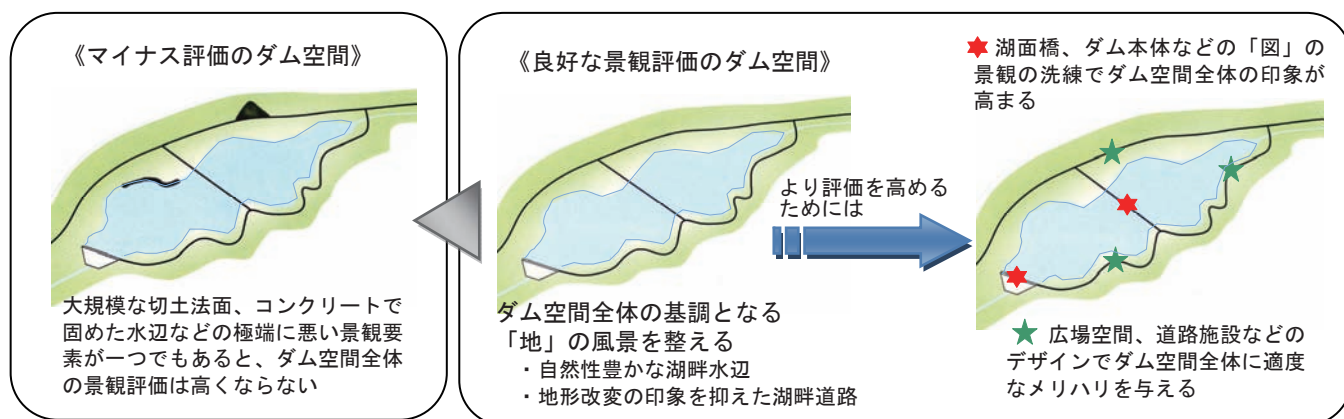 《マイナス評価のダム空間》
大規模な切土法面、コンクリートで
固めた水辺などの極端に悪い景観要
素が一つでもあると、ダム空間全体
の景観評価は高くならない
《良好な景観評価のダム空間》
ダム空間全体の基調となる
「地」の風景を整える
・自然性豊かな湖畔水辺
・地形改変の印象を抑えた湖畔道路
より評価を高める
ためには
湖面橋、ダム本体などの「図」の
景観の洗練でダム空間全体の印象が
高まる
広場空間、道路施設などの
デザインでダム空間全体に適度
なメリハリを与える